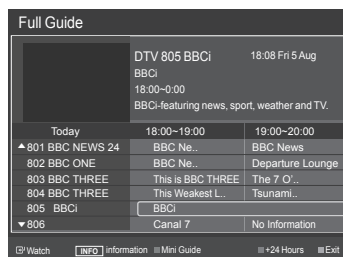 Full Guide
DTV 805 BBCi 18:08 Fri 5 Aug
BBCi
18:00~0:00
BBCi-featuring news, sport, weather and TV.
Today 18:00~19:00 19:00~20:00
▲801 BBC NEWS 24 BBC Ne.. BBC News
802 BBC ONE BBC Ne.. Departure Lounge
803 BBC THREE This is BBC THREE The 7 O'..
804 BBC THREE This Weakest L.. Tsunami..
805 BBCi BBCi
▼806 Canal 7 No Information
Watch INFO information Mini Guide +24 Hours Exit